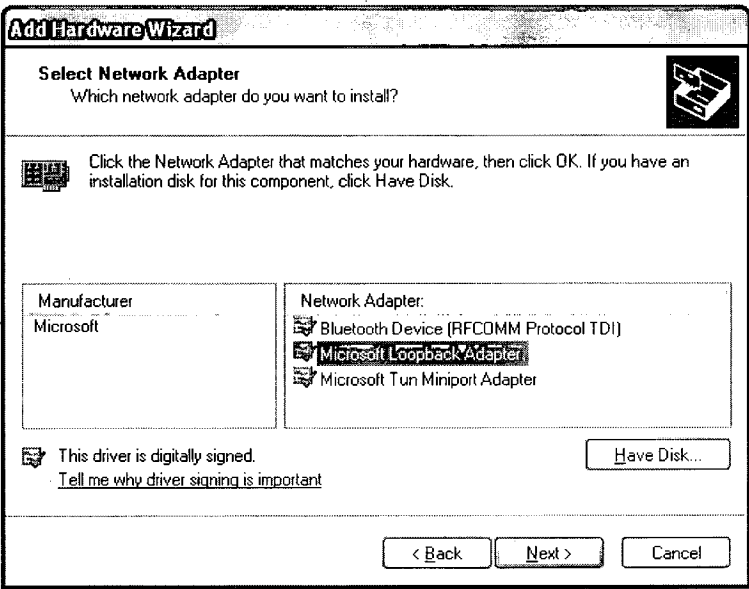 Add Hardware Wizard
Select Network Adapter
Which network adapter do you want to install?
Click the Network Adapter that matches your hardware, then click OK. If you have an
installation disk for this component, click Have Disk.
Manufacturer
Microsoft
Network Adapter:
Bluetooth Device (RFCOMM Protocol TDI)
Microsoft Loopback Adapter
Microsoft Tun Miniport Adapter
This driver is digitally signed.
Tell me why driver signing is important
Have Disk...
< Back
Next >
Cancel